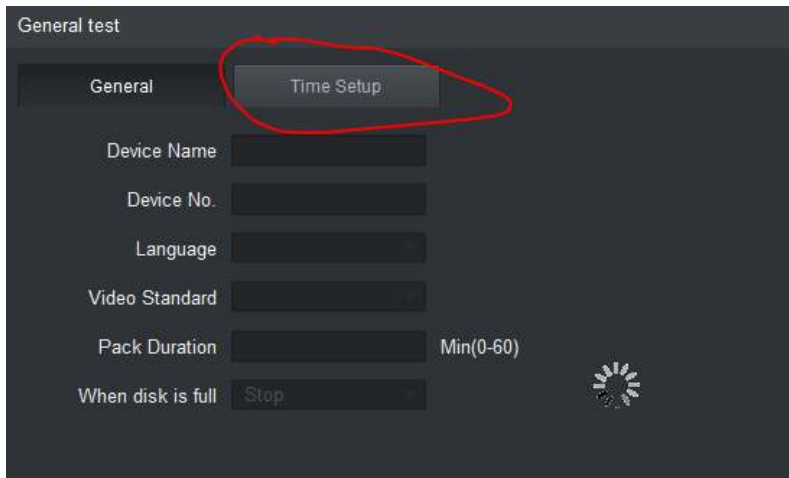 General test
General Time Setup
Device Name
Device No.
Language
Video Standard
Pack Duration Min(0-60)
When disk is full Stop